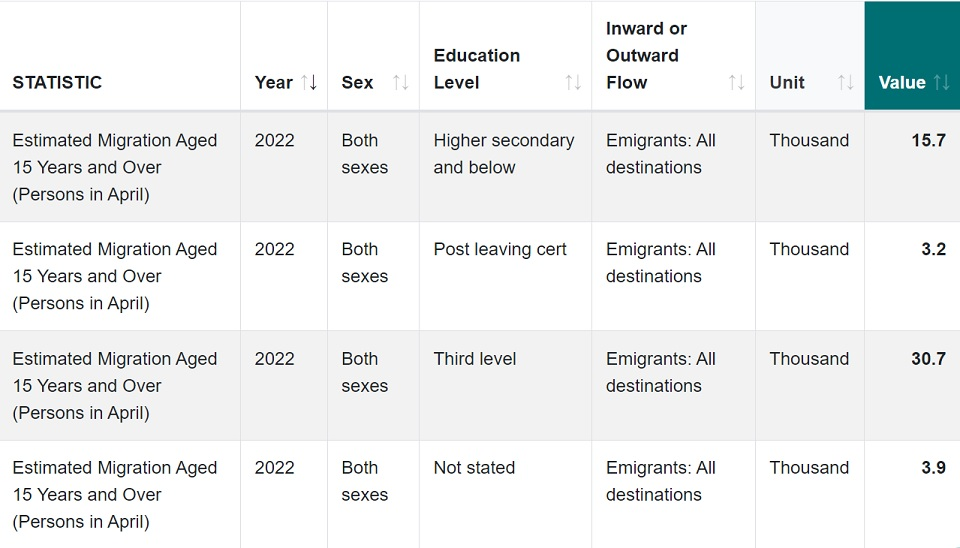 STATISTIC Year Sex Education Level Inward or Outward Flow Unit Value
Estimated Migration Aged 15 Years and Over (Persons in April) 2022 Both sexes Higher secondary and below Emigrants: All destinations Thousand 15.7
Estimated Migration Aged 15 Years and Over (Persons in April) 2022 Both sexes Post leaving cert Emigrants: All destinations Thousand 3.2
Estimated Migration Aged 15 Years and Over (Persons in April) 2022 Both sexes Third level Emigrants: All destinations Thousand 30.7
Estimated Migration Aged 15 Years and Over (Persons in April) 2022 Both sexes Not stated Emigrants: All destinations Thousand 3.9